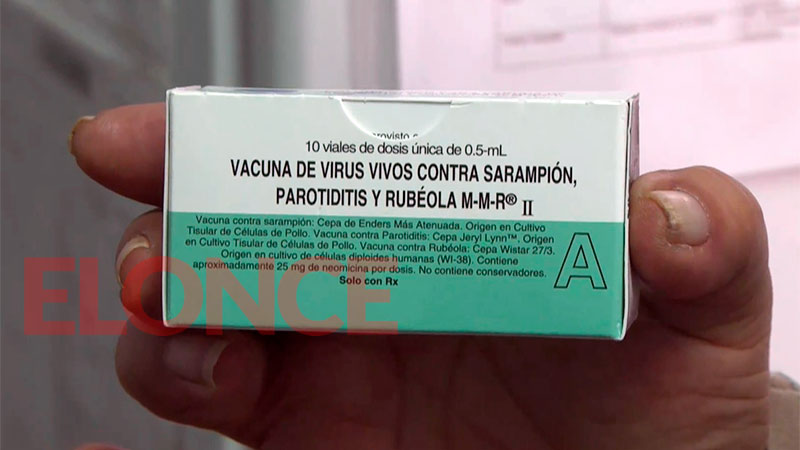 10 viales de dosis única de 0.5-mL
VACUNA DE VIRUS VIVOS CONTRA SARAMPIÓN,
PAROTIDITIS Y RUBÉOLA M-M-R® II
Vacuna contra sarampión: Cepa de Enders Más Atenuada. Origen en Cultivo
Tisular de Células de Pollo. Vacuna contra Parotiditis: Cepa Jeryl Lynn™, Origen
en Cultivo Tisular de Células de Pollo. Vacuna contra Rubéola: Cepa Wistar 27/3.
Origen en cultivo de células diploides humanas (WI-38). Contiene
aproximadamente 25 mg de neomicina por dosis. No contiene conservadores.
Solo con Rx
A
ELONCE